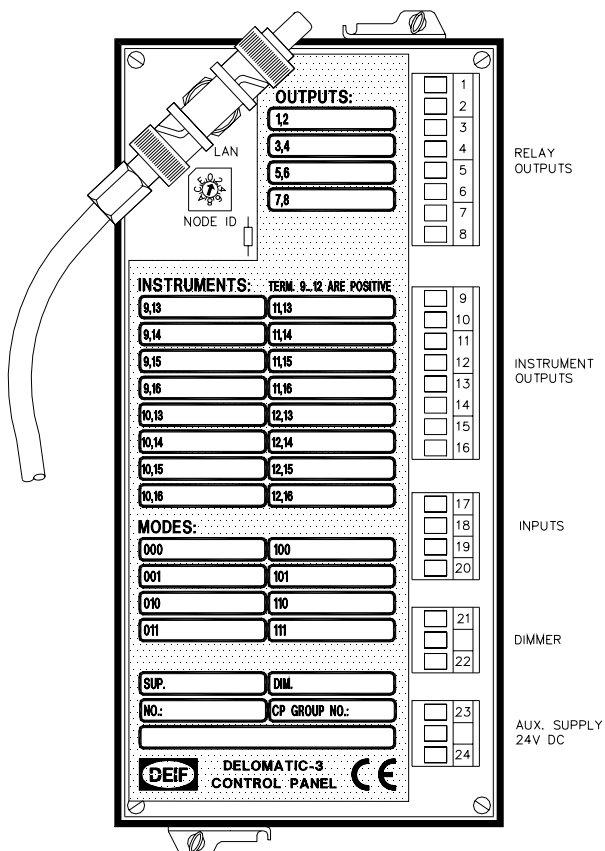 OUTPUTS:
1,2
3,4
5,6
7,8
LAN
NODE ID
INSTRUMENTS: TERM. 9...12 ARE POSITIVE
9,13 11,13
9,14 11,14
9,15 11,15
9,16 11,16
10,13 12,13
10,14 12,14
10,15 12,15
10,16 12,16
MODES:
000 100
001 101
010 110
011 111
SUP. DIM.
NO.: CP GROUP NO.:
DEIF DELOMATIC-3
CONTROL PANEL CE
1
2
3
4
5
6
7
8
RELAY
OUTPUTS
9
10
11
12
13
14
15
16
INSTRUMENT
OUTPUTS
17
18
19
20
INPUTS
21
22
DIMMER
23
24
AUX. SUPPLY
24V DC